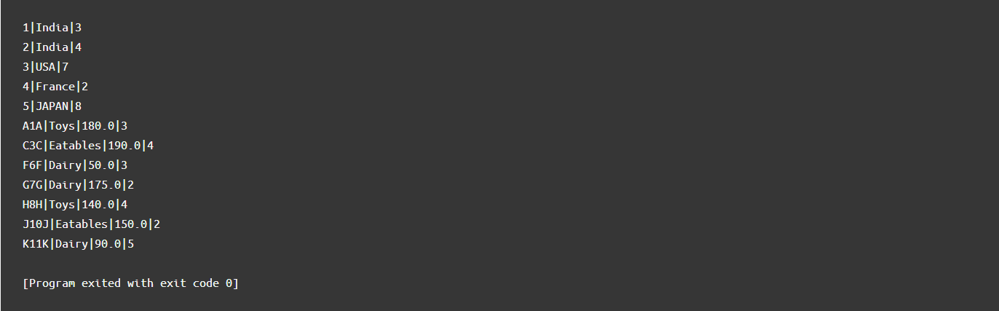 1|India|3
2|India|4
3|USA|7
4|France|2
5|JAPAN|8
A1A|Toys|180.0|3
C3C|Eatables|190.0|4
F6F|Dairy|50.0|3
G7G|Dairy|175.0|2
H8H|Toys|140.0|4
J10J|Eatables|150.0|2
K11K|Dairy|90.0|5
[Program exited with exit code 0]